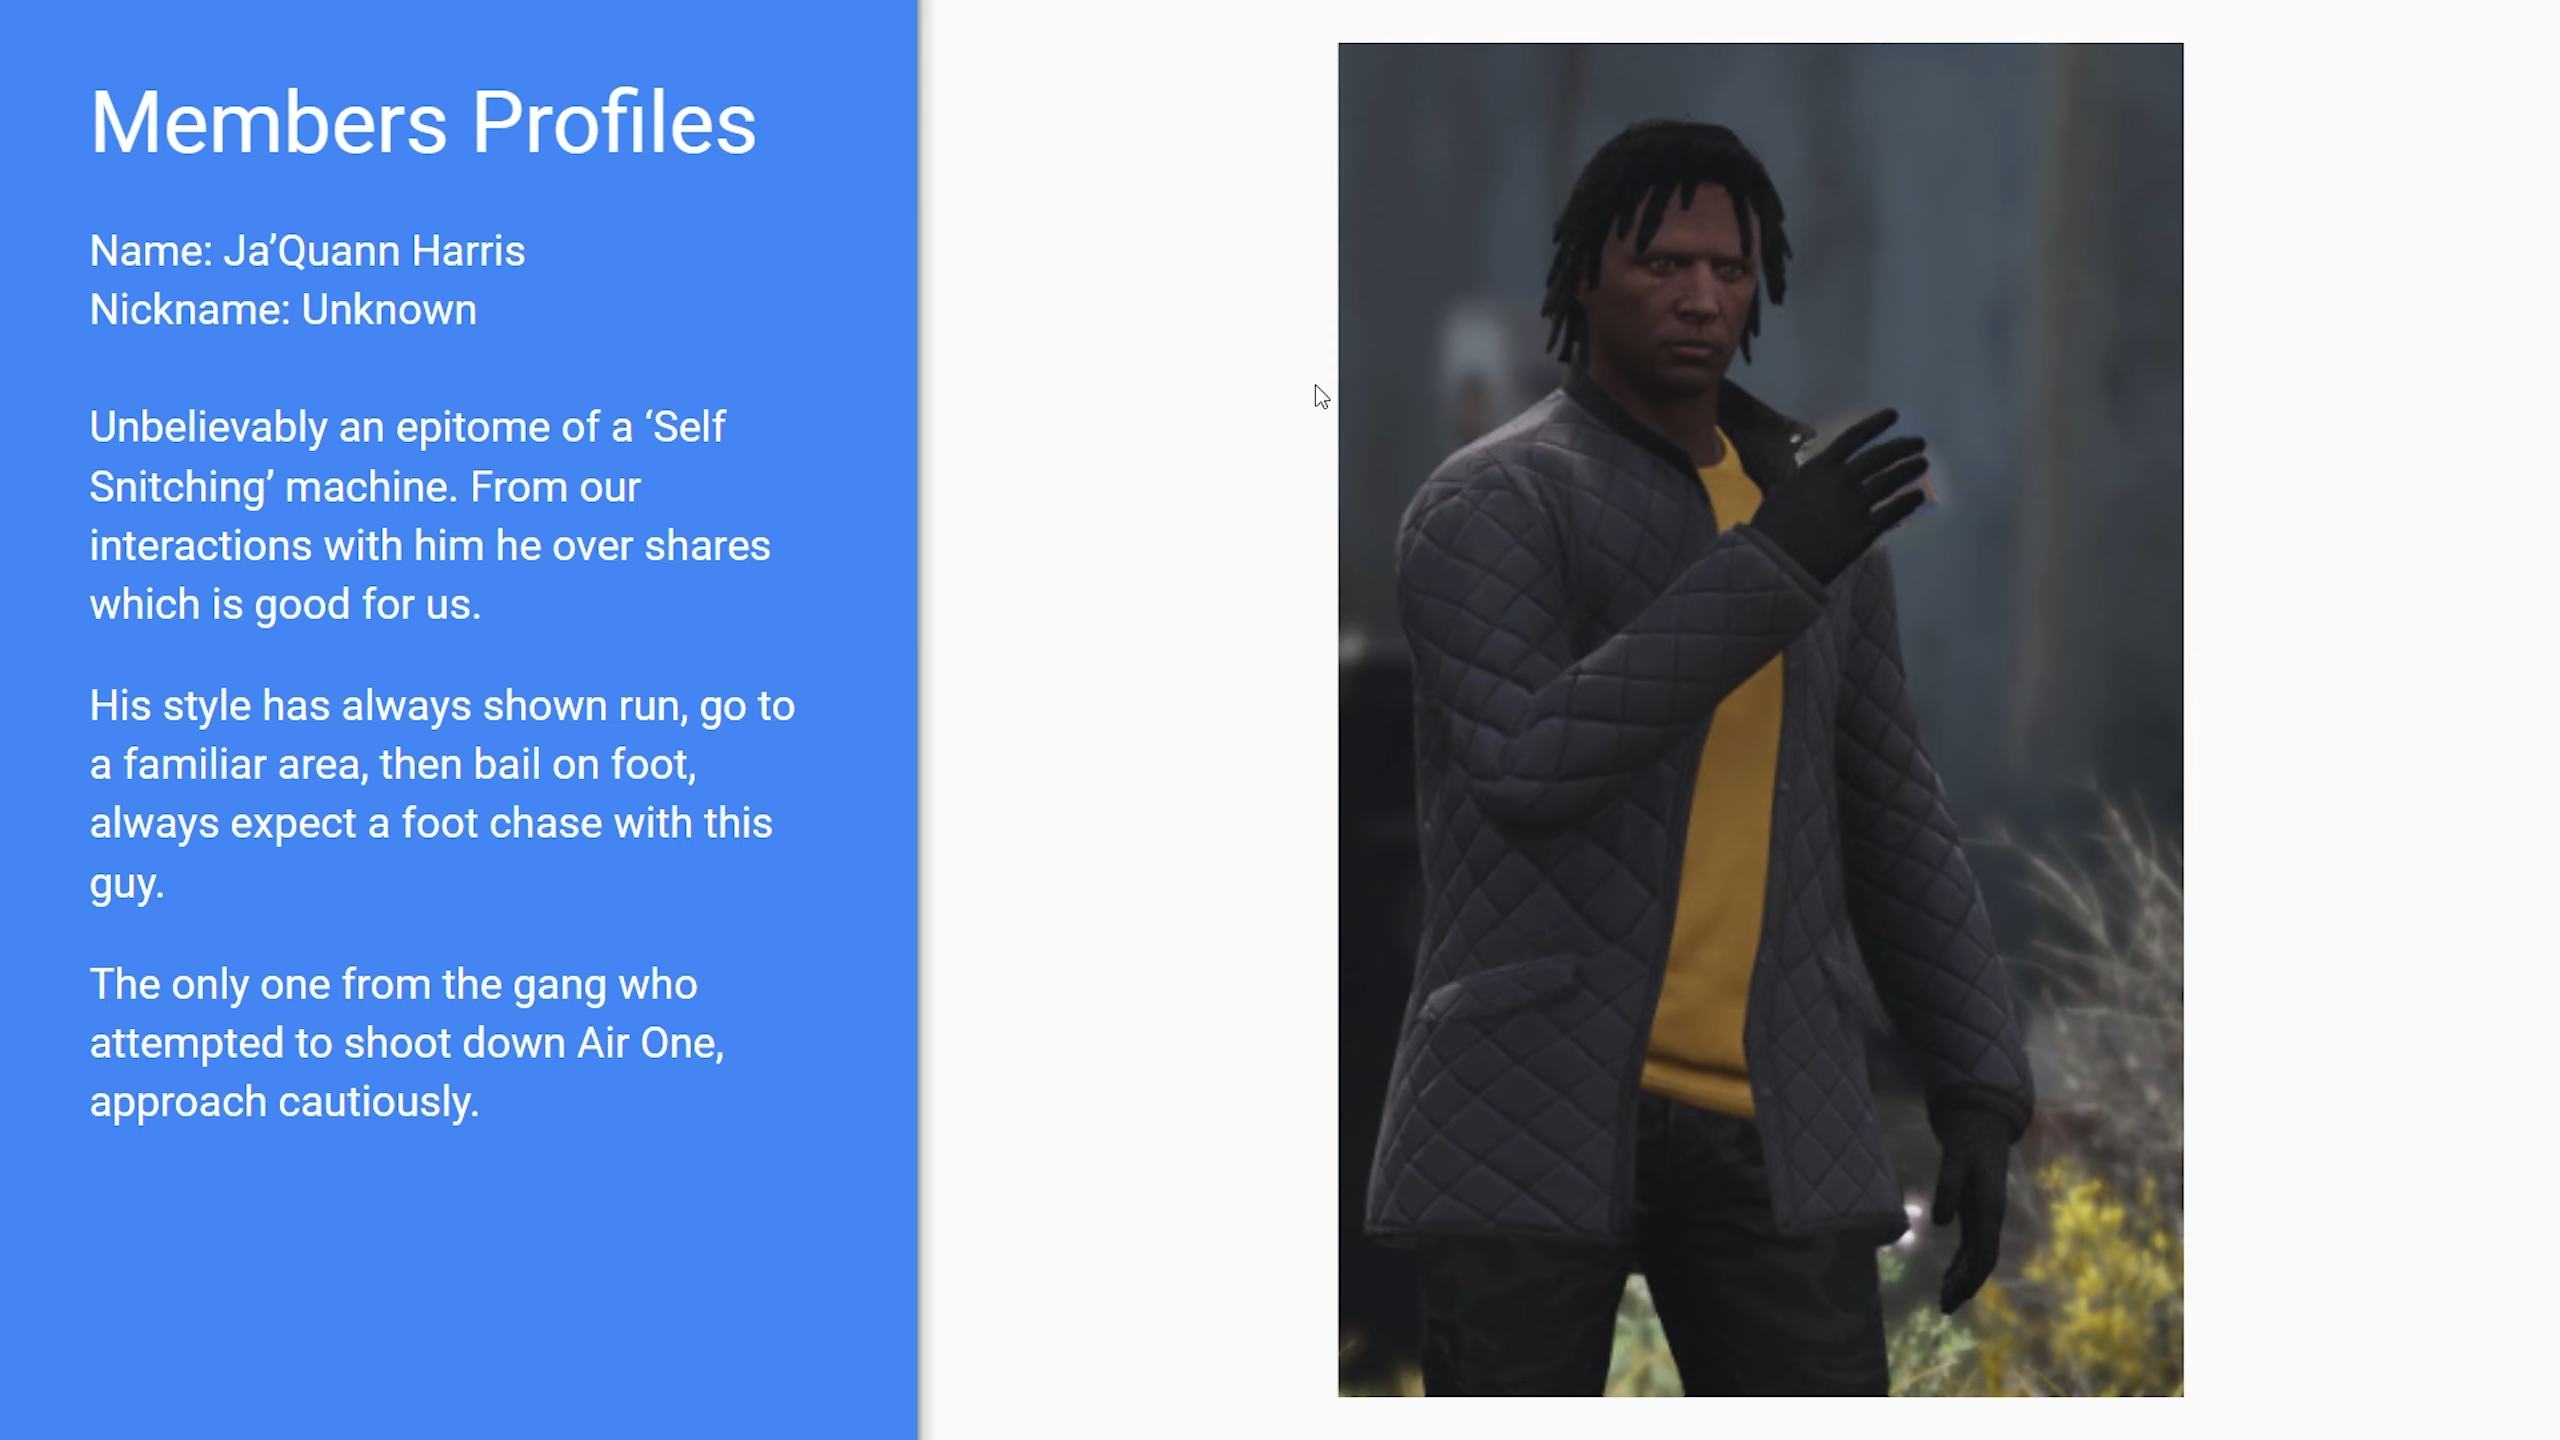 Members Profiles
Name: Ja’Quann Harris
Nickname: Unknown
Unbelievably an epitome of a ‘Self
Snitching’ machine. From our
interactions with him he over shares
which is good for us.
His style has always shown run, go to
a familiar area, then bail on foot,
always expect a foot chase with this
guy.
The only one from the gang who
attempted to shoot down Air One,
approach cautiously.